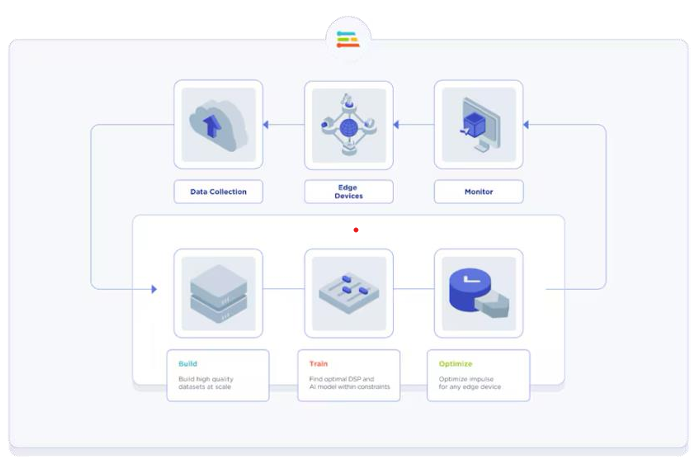 Data Collection
Edge
Devices
Monitor
Build
Build high quality
datasets at scale
Train
Find optimal DSP and
AI model within constraints
Optimize
Optimize impulse
for any edge device